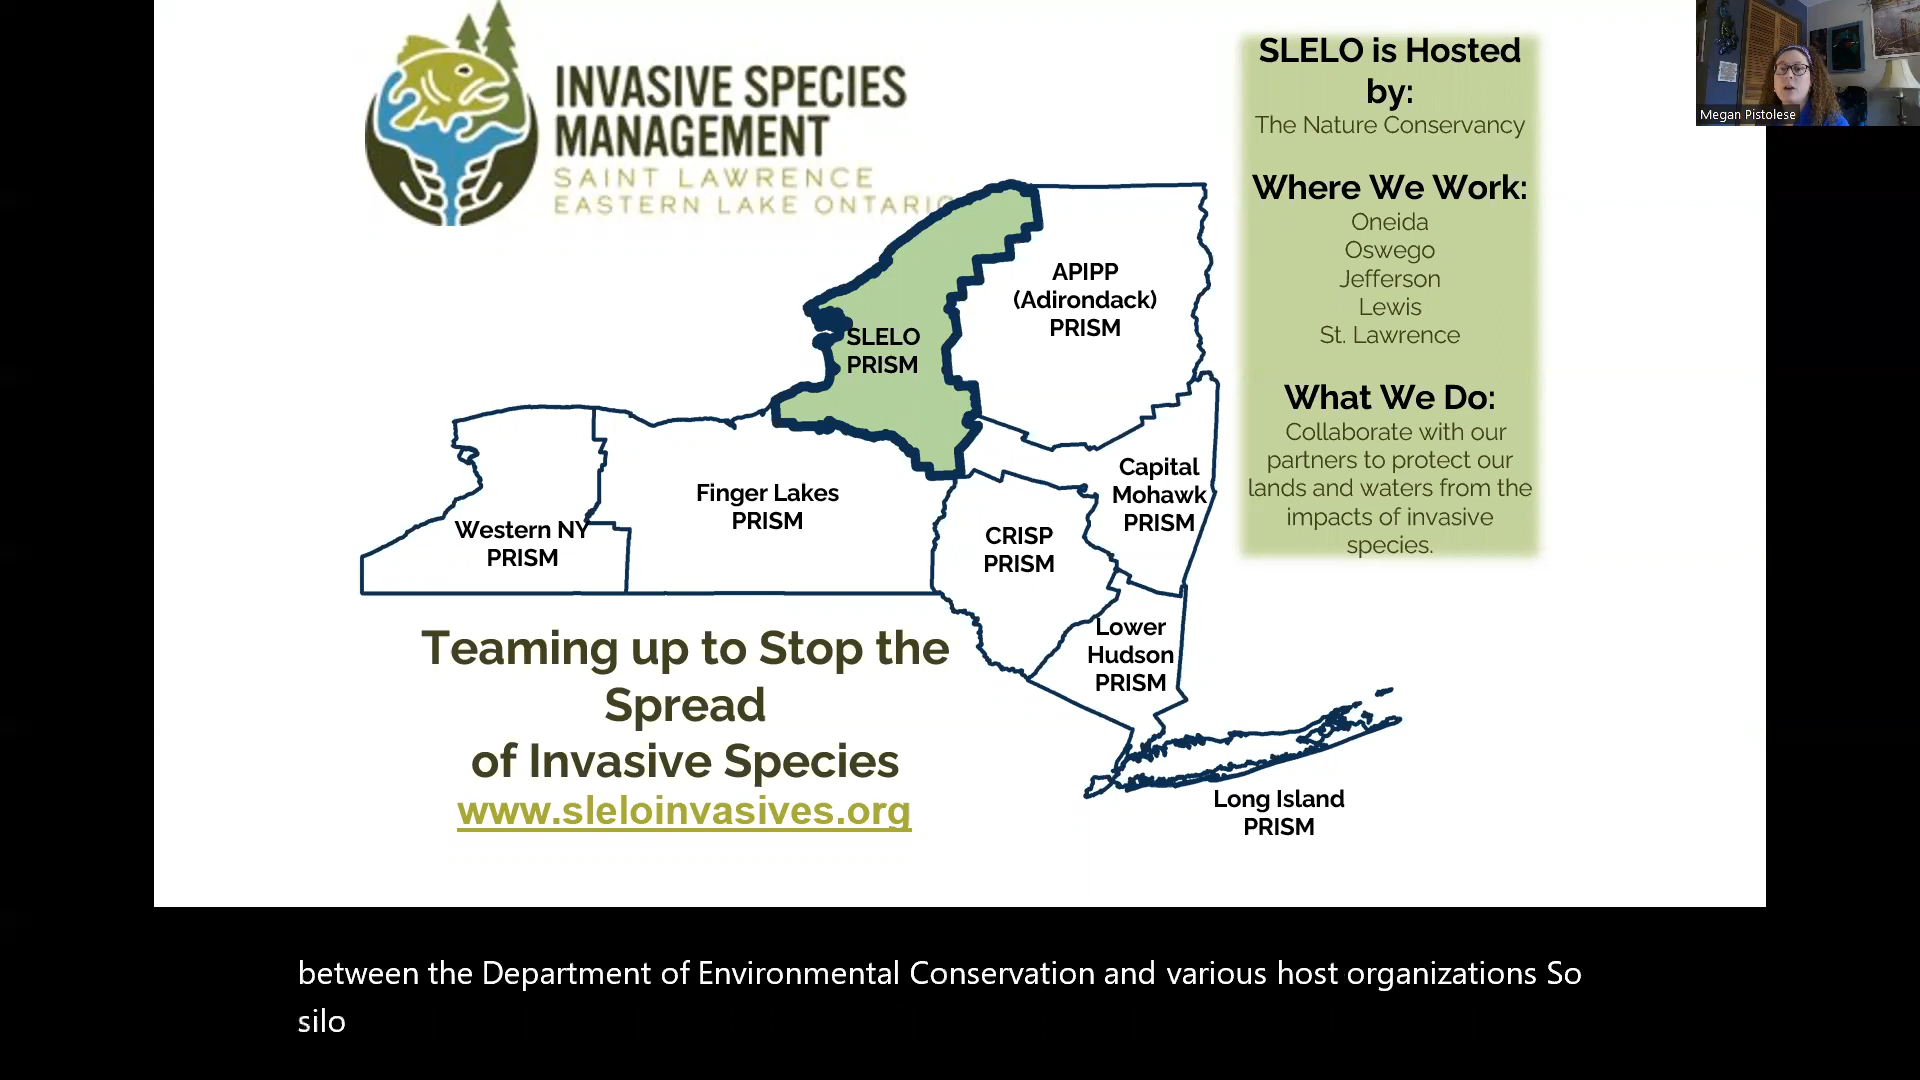 INVASIVE SPECIES
MANAGEMENT
SAINT LAWRENCE
EASTERN LAKE ONTARIO
SLELO is Hosted
by:
The Nature Conservancy
Where We Work:
Oneida
Oswego
Jefferson
Lewis
St. Lawrence
What We Do:
Collaborate with our
partners to protect our
lands and waters from the
impacts of invasive
species.
Megan Pistolese
APIPP
(Adirondack)
PRISM
SLELO
PRISM
Capital
Mohawk
PRISM
Finger Lakes
PRISM
Western NY
PRISM
CRISP
PRISM
Lower
Hudson
PRISM
Long Island
PRISM
Teaming up to Stop the
Spread
of Invasive Species
www.sleloinvasives.org
between the Department of Environmental Conservation and various host organizations So
silo